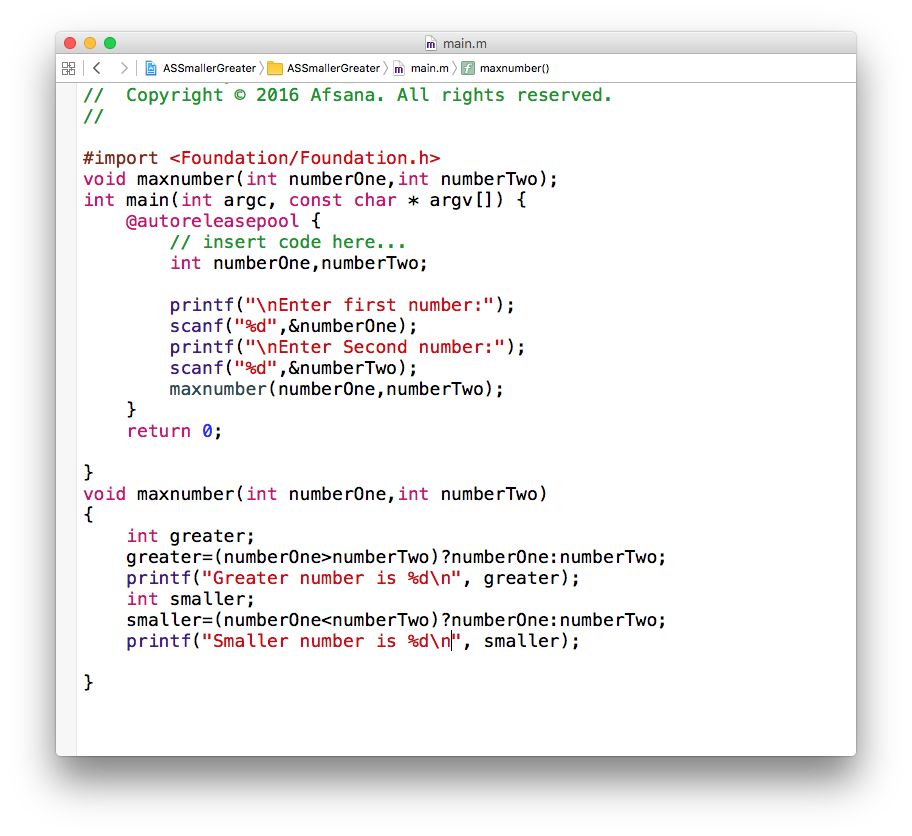 main.m
ASSmallerGreater ASSmallerGreater main.m maxnumber()
//  Copyright © 2016 Afsana. All rights reserved.
//
#import <Foundation/Foundation.h>
void maxnumber(int numberOne,int numberTwo);
int main(int argc, const char * argv[]) {
    @autoreleasepool {
        // insert code here...
        int numberOne,numberTwo;
        printf("\nEnter first number:");
        scanf("%d",&numberOne);
        printf("\nEnter Second number:");
        scanf("%d",&numberTwo);
        maxnumber(numberOne,numberTwo);
    }
    return 0;
}
void maxnumber(int numberOne,int numberTwo)
{
    int greater;
    greater=(numberOne>numberTwo)?numberOne:numberTwo;
    printf("Greater number is %d\n", greater);
    int smaller;
    smaller=(numberOne<numberTwo)?numberOne:numberTwo;
    printf("Smaller number is %d\n", smaller);
}